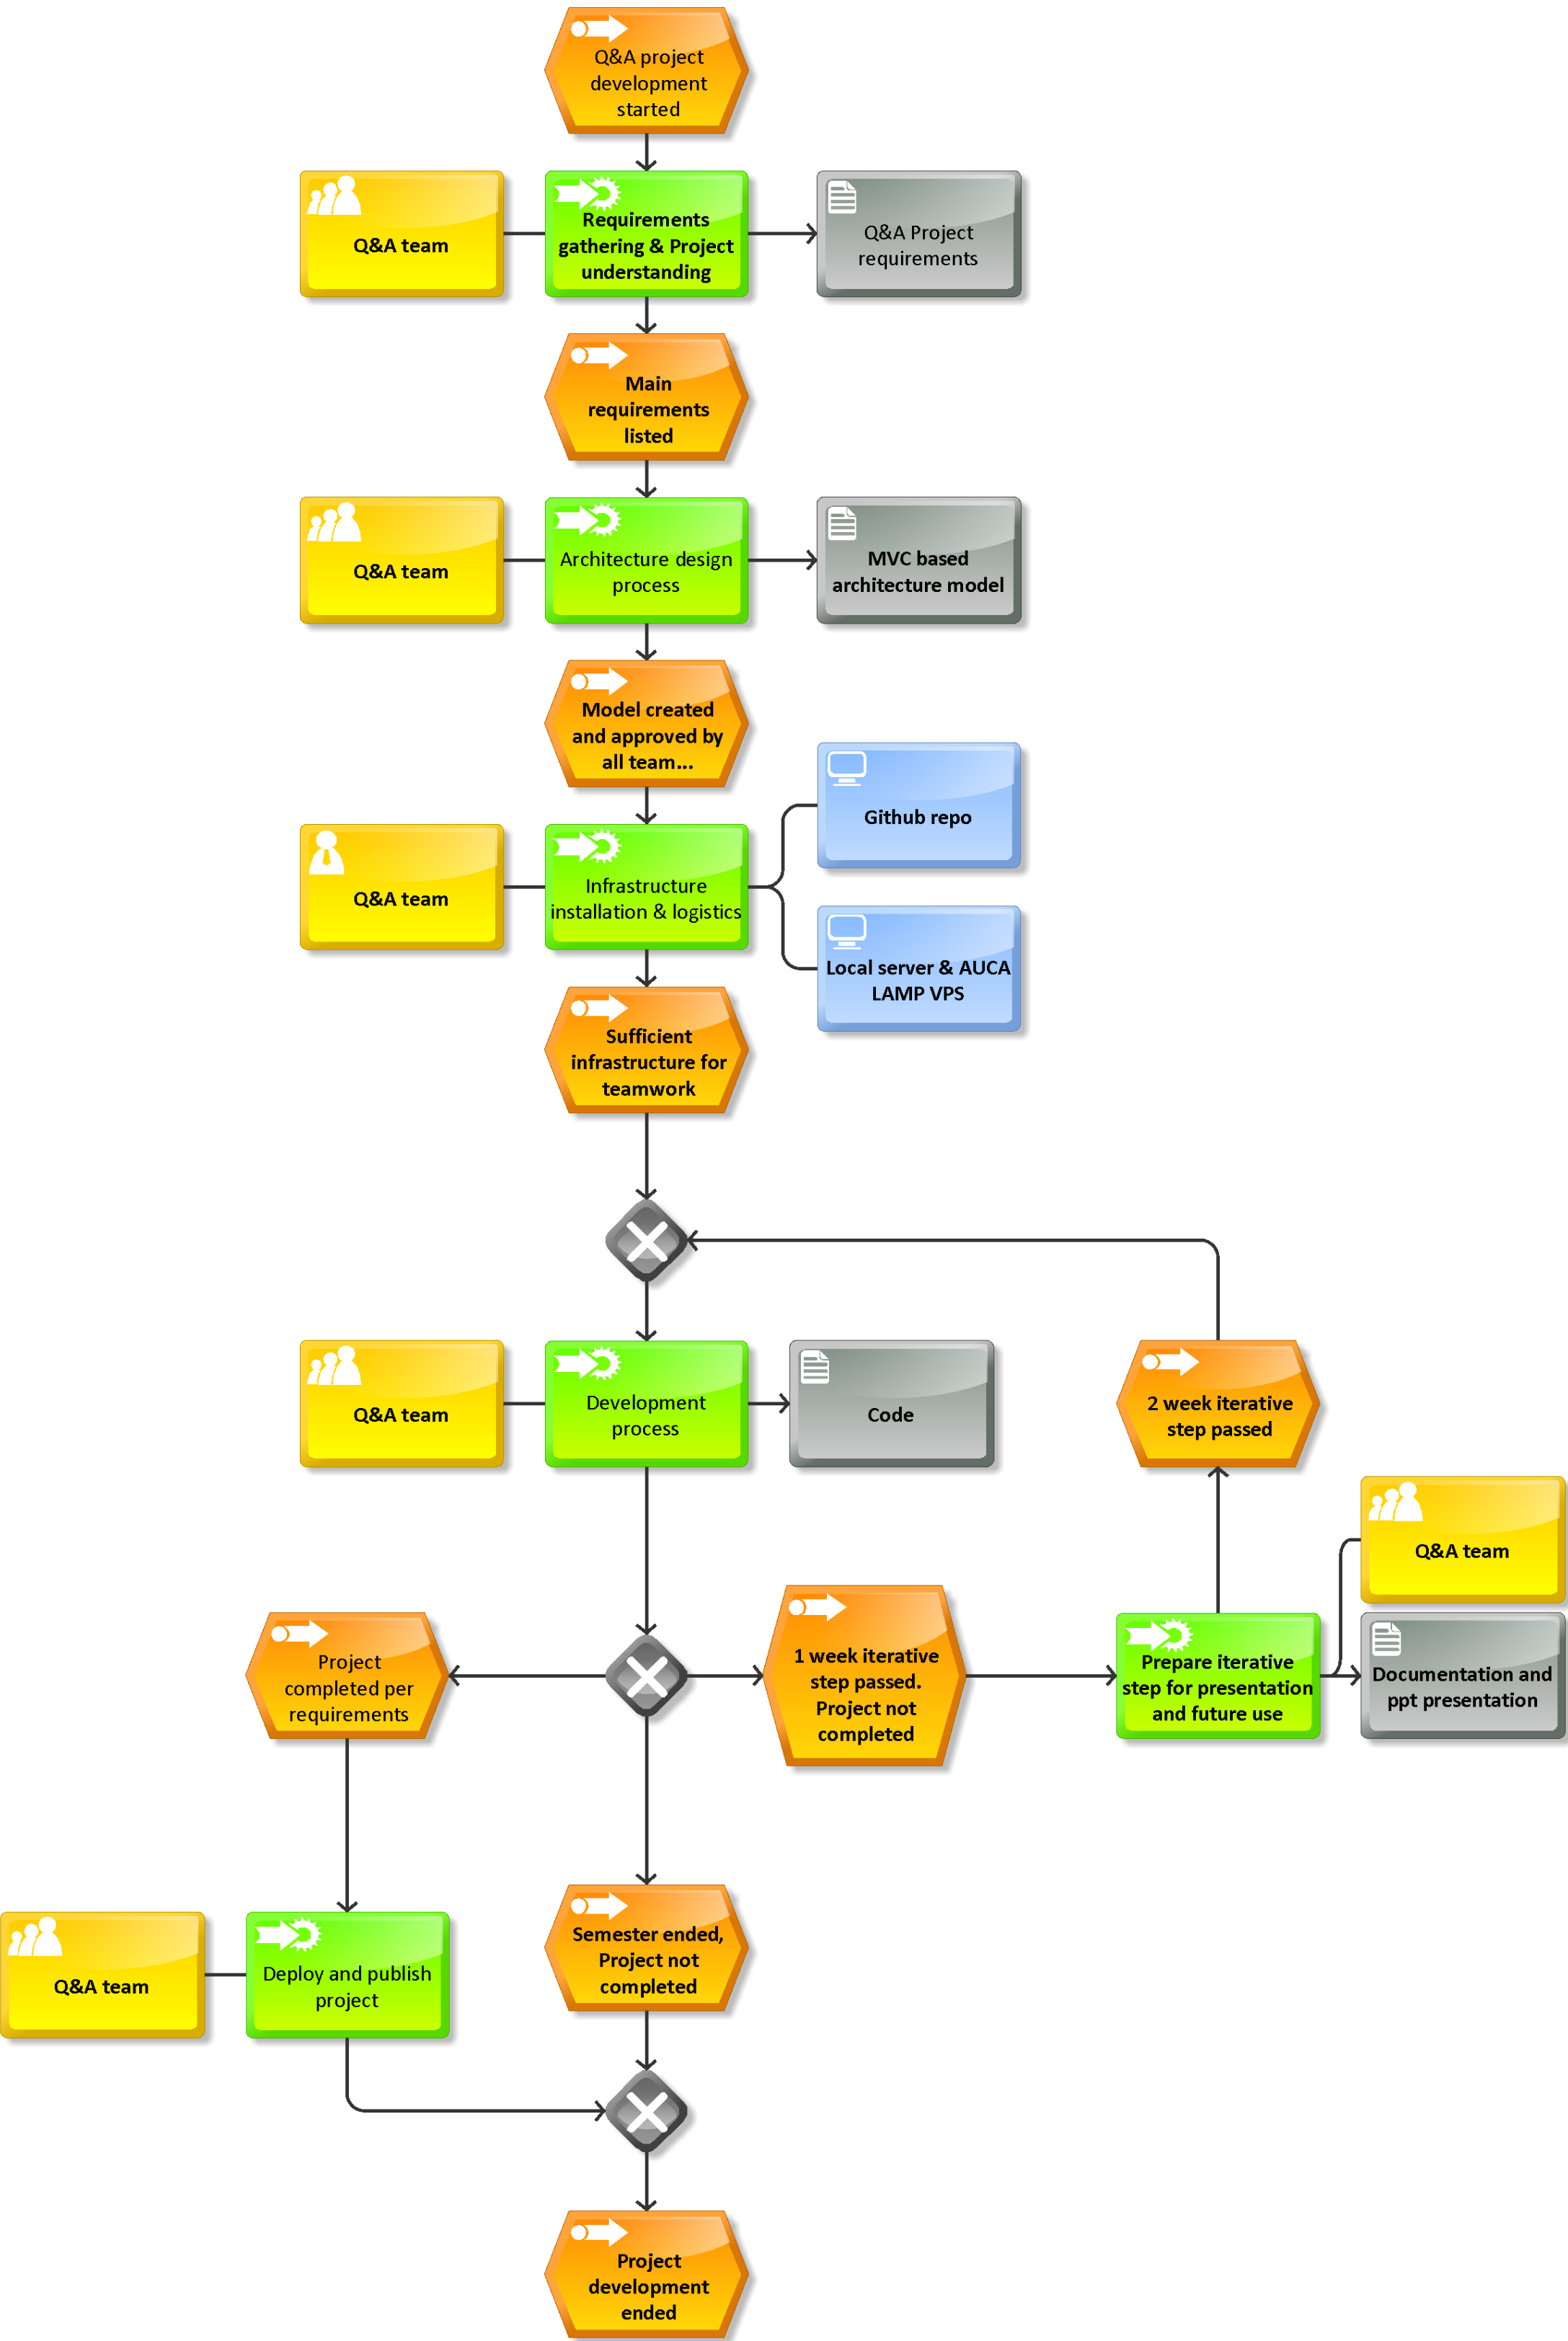 Q&A project
development
started
Q&A team
Requirements
gathering & Project
understanding
Q&A Project
requirements
Main
requirements
listed
Q&A team
Architecture design
process
MVC based
architecture model
Model created
and approved by
all team...
Github repo
Q&A team
Infrastructure
installation & logistics
Local server & AUCA
LAMP VPS
Sufficient
infrastructure for
teamwork
Q&A team
Development
process
Code
2 week iterative
step passed
Q&A team
Project
completed per
requirements
1 week iterative
step passed.
Project not
completed
Prepare iterative
step for presentation
and future use
Documentation and
ppt presentation
Q&A team
Deploy and publish
project
Semester ended,
Project not
completed
Project
development
ended